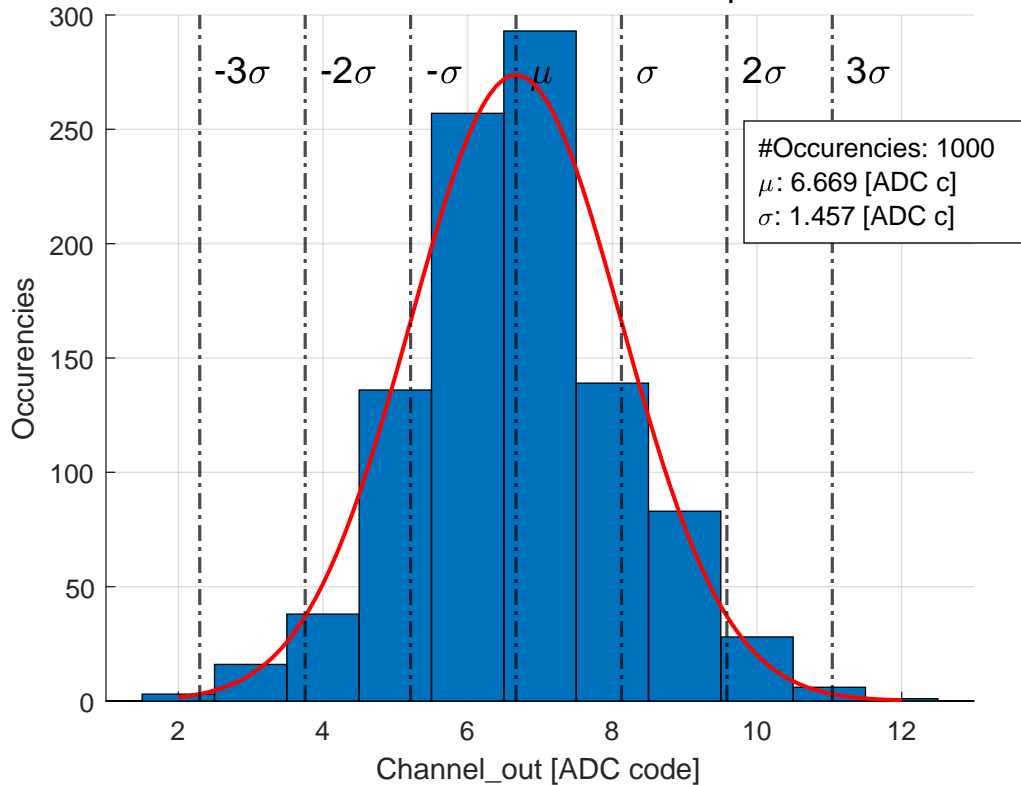 300
-3σ -2σ -σ μ σ 2σ 3σ
250
#Occurencies: 1000
μ: 6.669 [ADC c]
σ: 1.457 [ADC c]
200
150
100
50
0
Occurencies
2 4 6 8 10 12
Channel_out [ADC code]